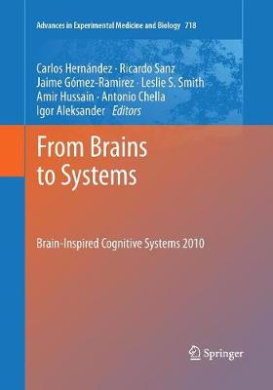 Advances in Experimental Medicine and Biology 718
Carlos Hernández · Ricardo Sanz
Jaime Gómez-Ramirez · Leslie S. Smith
Amir Hussain · Antonio Chella
Igor Aleksander Editors
From Brains
to Systems
Brain-Inspired Cognitive Systems 2010
Springer